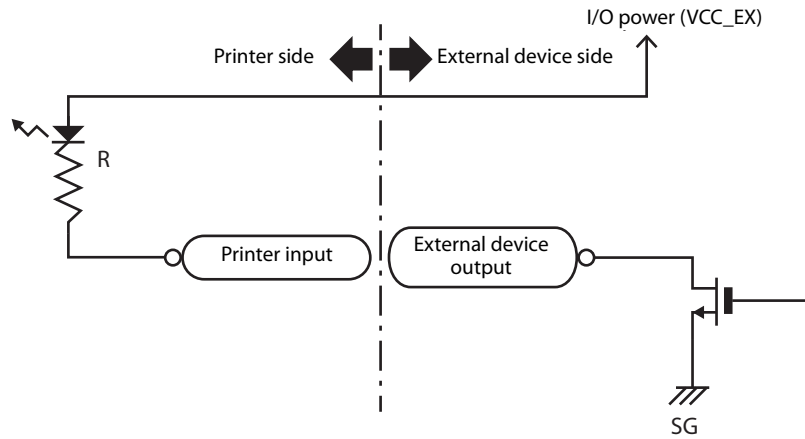 I/O power (VCC_EX)
Printer side
External device side
R
Printer input
External device
output
SG